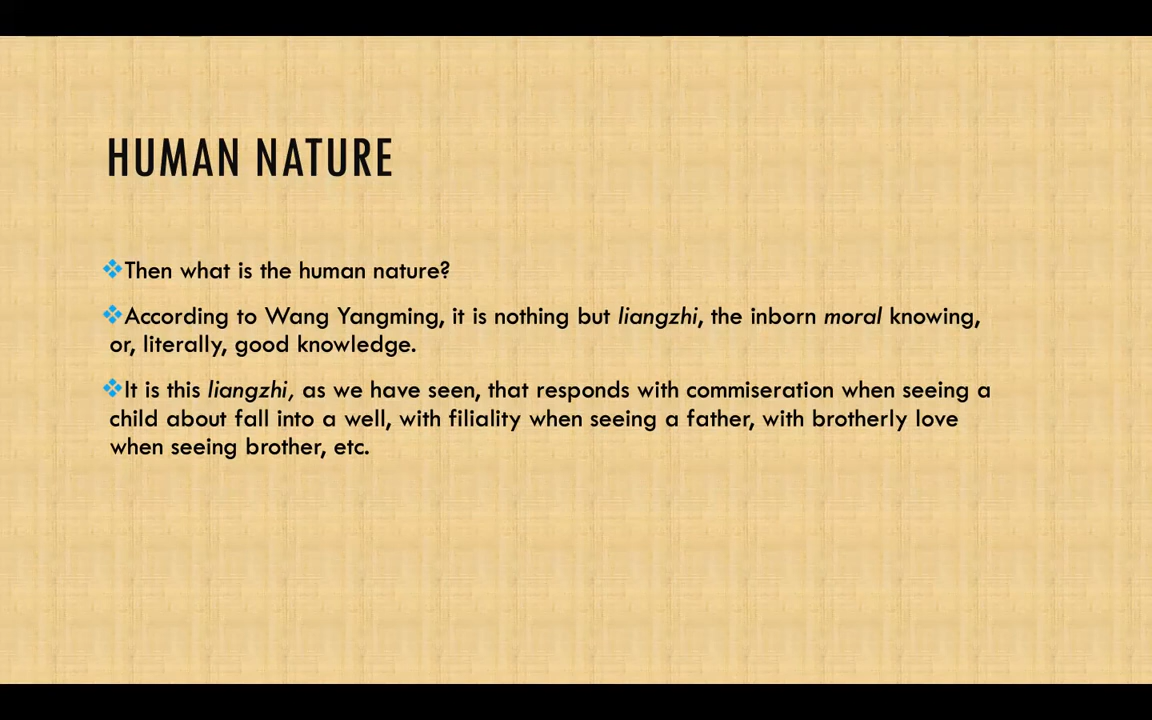 HUMAN NATURE
❖Then what is the human nature?
❖According to Wang Yangming, it is nothing but liangzhi, the inborn moral knowing,
or, literally, good knowledge.
❖It is this liangzhi, as we have seen, that responds with commiseration when seeing a
child about fall into a well, with filiality when seeing a father, with brotherly love
when seeing brother, etc.